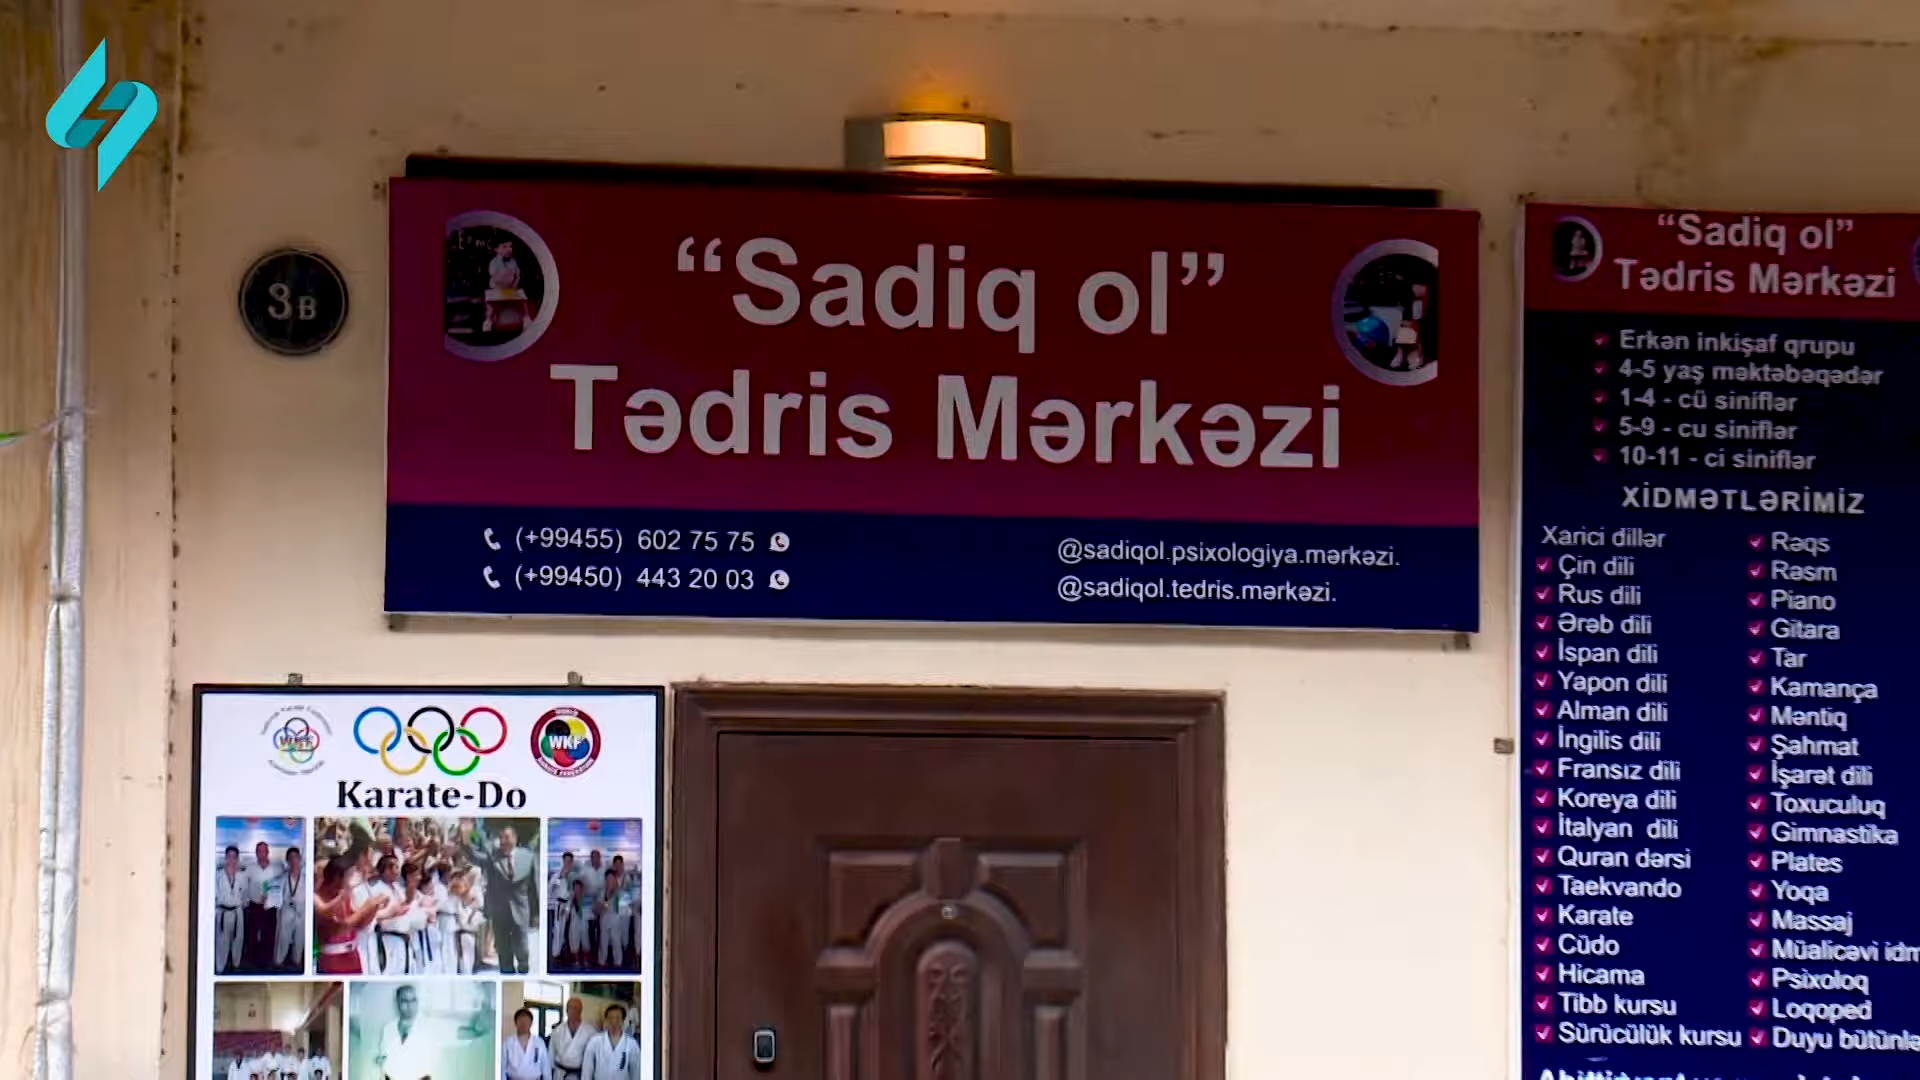 3B
“Sadiq ol”
Tədris Mərkəzi
(+99455) 602 75 75
(+99450) 443 20 03
@sadiqol.psixologiya.mərkəzi.
@sadiqol.tedris.mərkəzi.
WKF
Karate-Do
“Sadiq ol”
Tədris Mərkəzi
Erkən inkişaf qrupu
4-5 yaş məktəbəqədər
1-4 - cü siniflər
5-9 - cu siniflər
10-11 - ci siniflər
XİDMƏTLƏRİMİZ
Xarici dillər
Çin dili
Rus dili
Ərəb dili
İspan dili
Yapon dili
Alman dili
İngilis dili
Fransız dili
Koreya dili
İtalyan dili
Quran dərsi
Taekvando
Karate
Cüdo
Hicama
Tibb kursu
Sürücülük kursu
Rəqs
Rəsm
Piano
Gitara
Tar
Kamança
Məntiq
Şahmat
İşarət dili
Toxuculuq
Gimnastika
Plates
Yoqa
Massaj
Müalicəvi
Psixoloq
Loqoped
Duyu